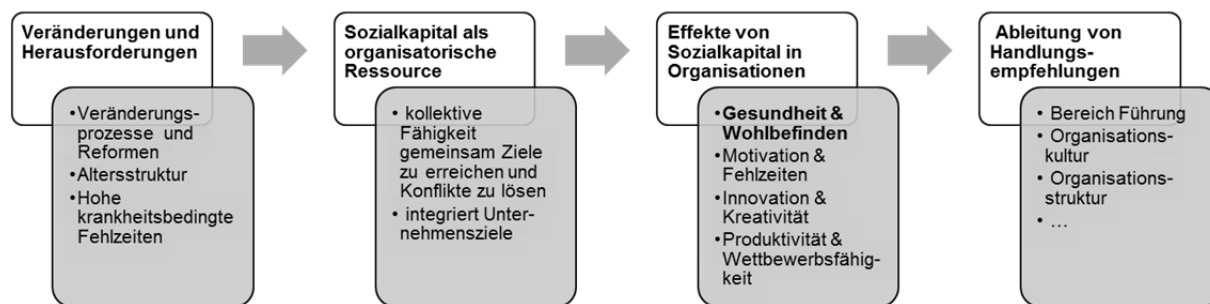 Veränderungen und
Herausforderungen
•Veränderungs-
prozesse und
Reformen
•Altersstruktur
•Hohe
krankheitsbedingte
Fehlzeiten
Sozialkapital als
organisatorische
Ressource
• kollektive
Fähigkeit
gemeinsam Ziele
zu erreichen und
Konflikte zu lösen
• integriert Unter-
nehmensziele
Effekte von
Sozialkapital in
Organisationen
•Gesundheit &
Wohlbefinden
•Motivation &
Fehlzeiten
•Innovation &
Kreativität
•Produktivität &
Wettbewerbsfähig-
keit
Ableitung von
Handlungs-
empfehlungen
• Bereich Führung
• Organisations-
kultur
• Organisations-
struktur
• …